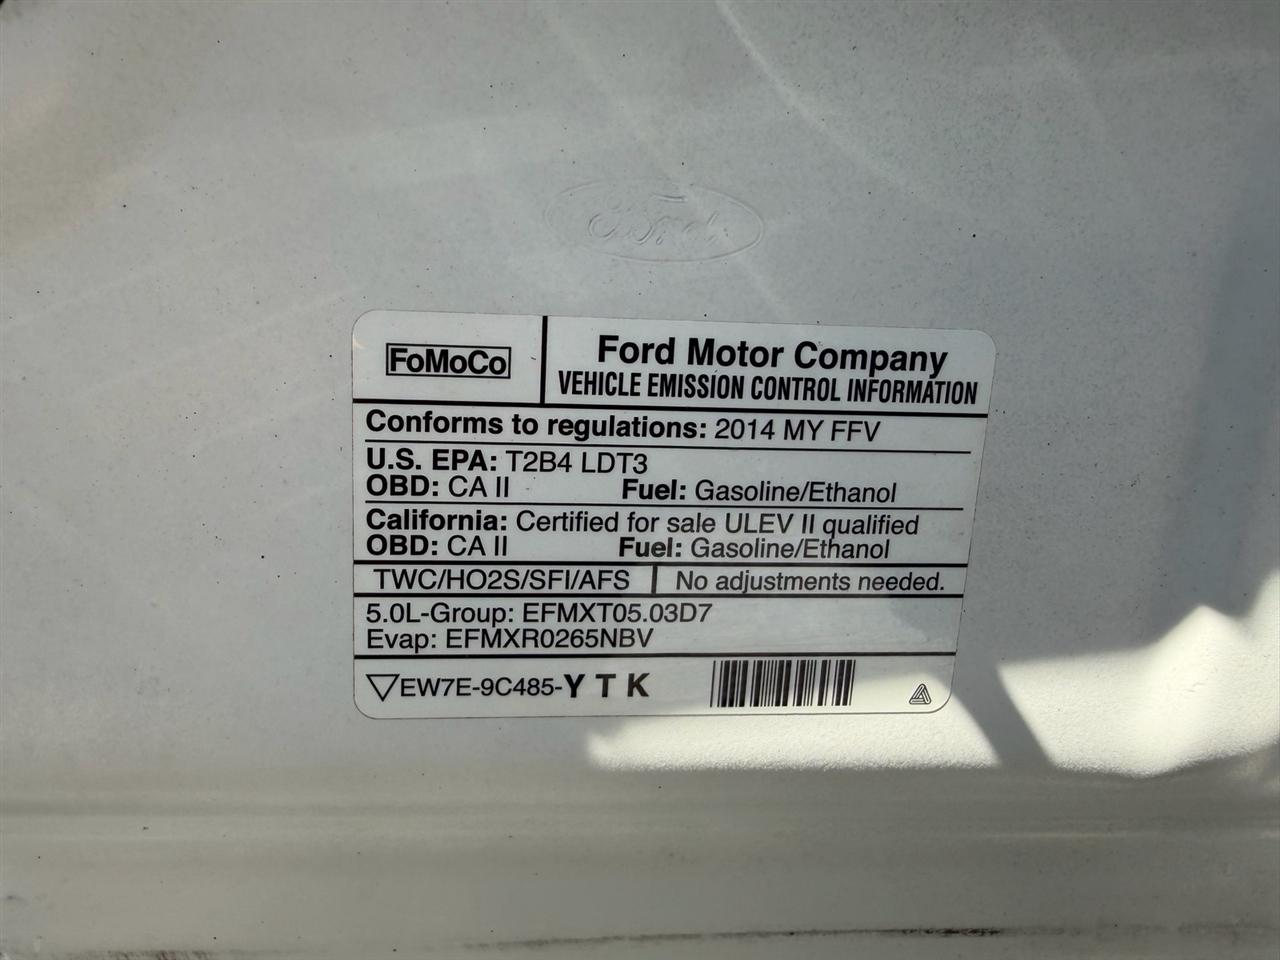 Ford
FoMoCo
Ford Motor Company
VEHICLE EMISSION CONTROL INFORMATION
Conforms to regulations: 2014 MY FFV
U.S. EPA: T2B4 LDT3
OBD: CA II Fuel: Gasoline/Ethanol
California: Certified for sale ULEV II qualified
OBD: CA II Fuel: Gasoline/Ethanol
TWC/HO2S/SFI/AFS No adjustments needed.
5.0L-Group: EFMXT05.03D7
Evap: EFMXR0265NBV
EW7E-9C485-YTK